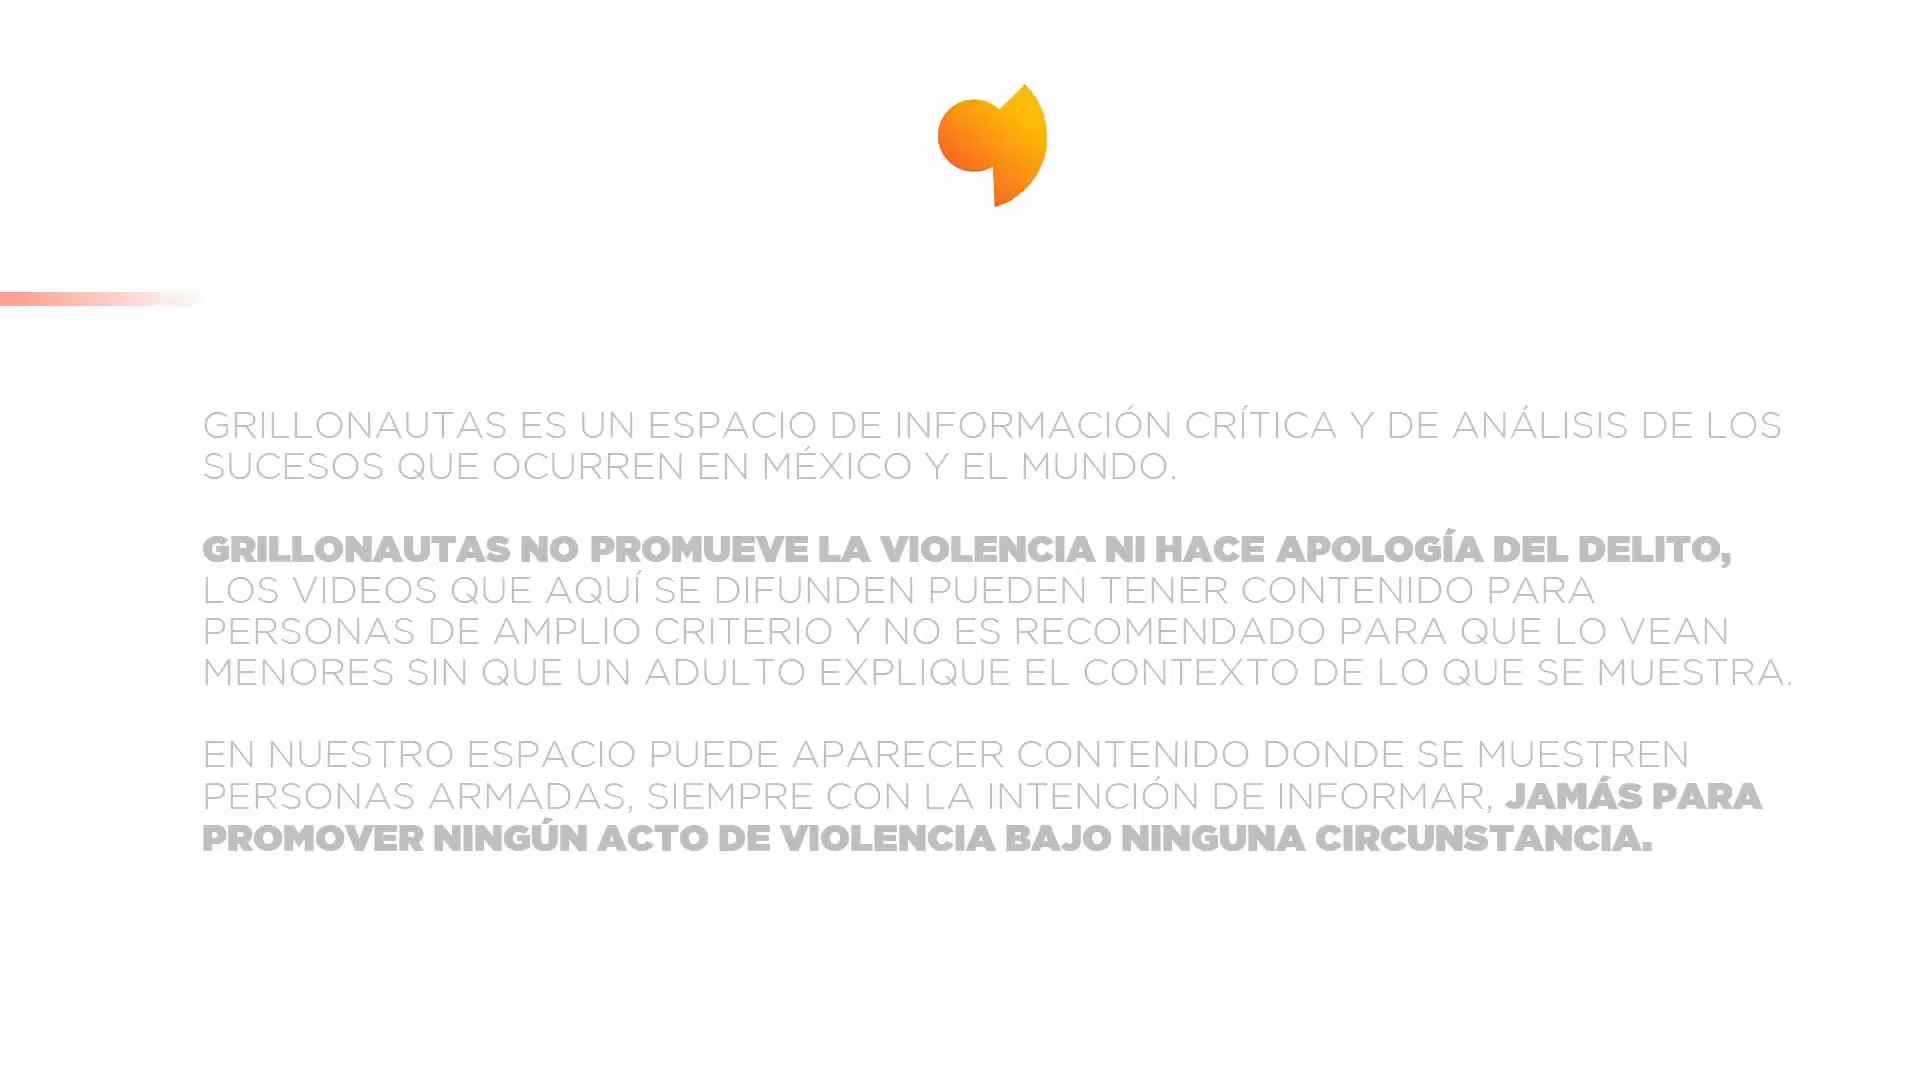 GRILLONAUTAS ES UN ESPACIO DE INFORMACIÓN CRÍTICA Y DE ANÁLISIS DE LOS
SUCESOS QUE OCURREN EN MÉXICO Y EL MUNDO.
GRILLONAUTAS NO PROMUEVE LA VIOLENCIA NI HACE APOLOGÍA DEL DELITO,
LOS VIDEOS QUE AQUÍ SE DIFUNDEN PUEDEN TENER CONTENIDO PARA
PERSONAS DE AMPLIO CRITERIO Y NO ES RECOMENDADO PARA QUE LO VEAN
MENORES SIN QUE UN ADULTO EXPLIQUE EL CONTEXTO DE LO QUE SE MUESTRA.
EN NUESTRO ESPACIO PUEDE APARECER CONTENIDO DONDE SE MUESTREN
PERSONAS ARMADAS, SIEMPRE CON LA INTENCIÓN DE INFORMAR, JAMÁS PARA
PROMOVER NINGÚN ACTO DE VIOLENCIA BAJO NINGUNA CIRCUNSTANCIA.